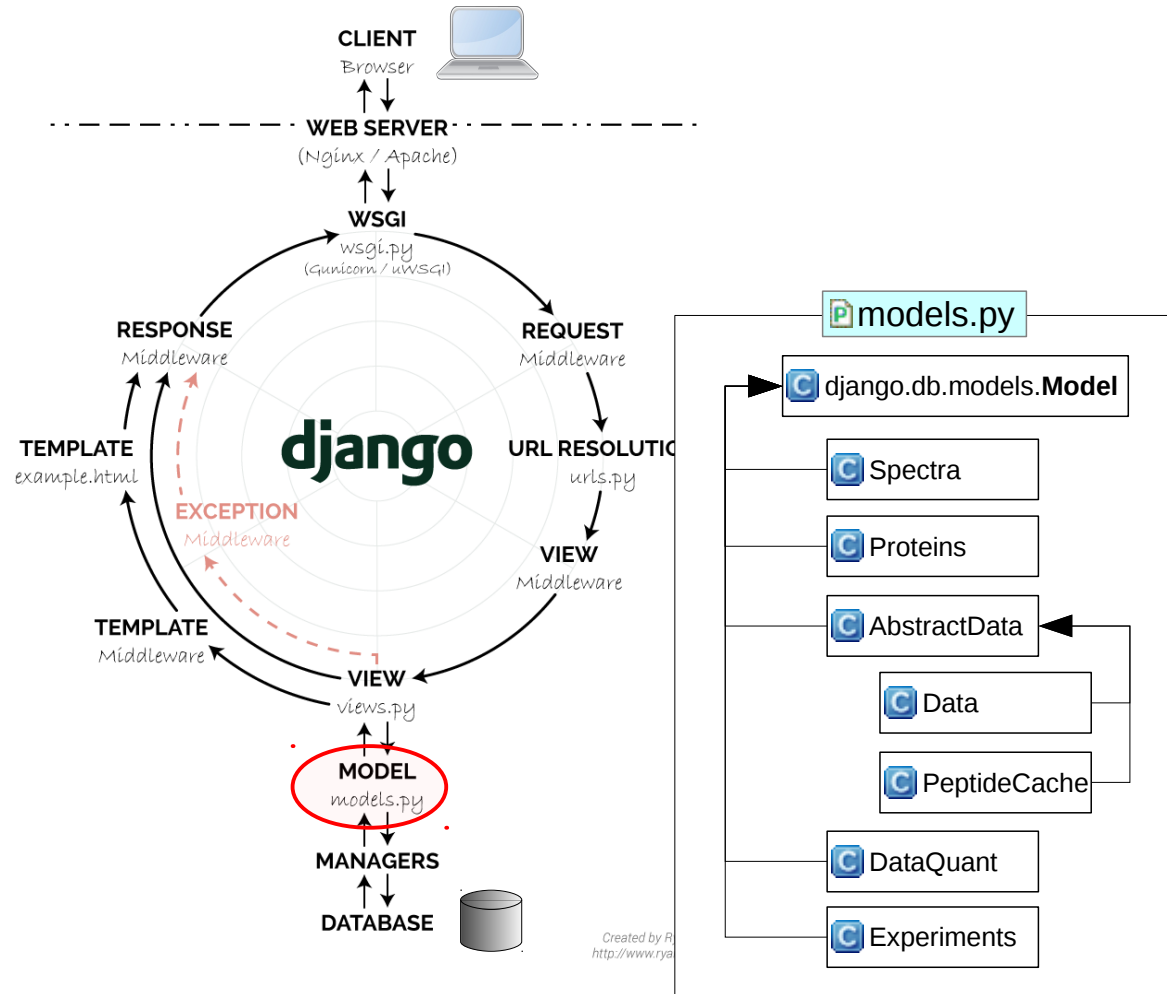 CLIENT
Browser
WEB SERVER
(Nginx / Apache)
WSGI
wsgi.py
(Gunicorn / uWSGI)
RESPONSE
Middleware
REQUEST
Middleware
TEMPLATE
example.html
django
URL RESOLUTIO
urls.py
EXCEPTION
Middleware
VIEW
Middleware
TEMPLATE
Middleware
VIEW
views.py
MODEL
models.py
MANAGERS
DATABASE
Created by Ry
http://www.rya
P models.py
C django.db.models.Model
C Spectra
C Proteins
C AbstractData
C Data
C PeptideCache
C DataQuant
C Experiments